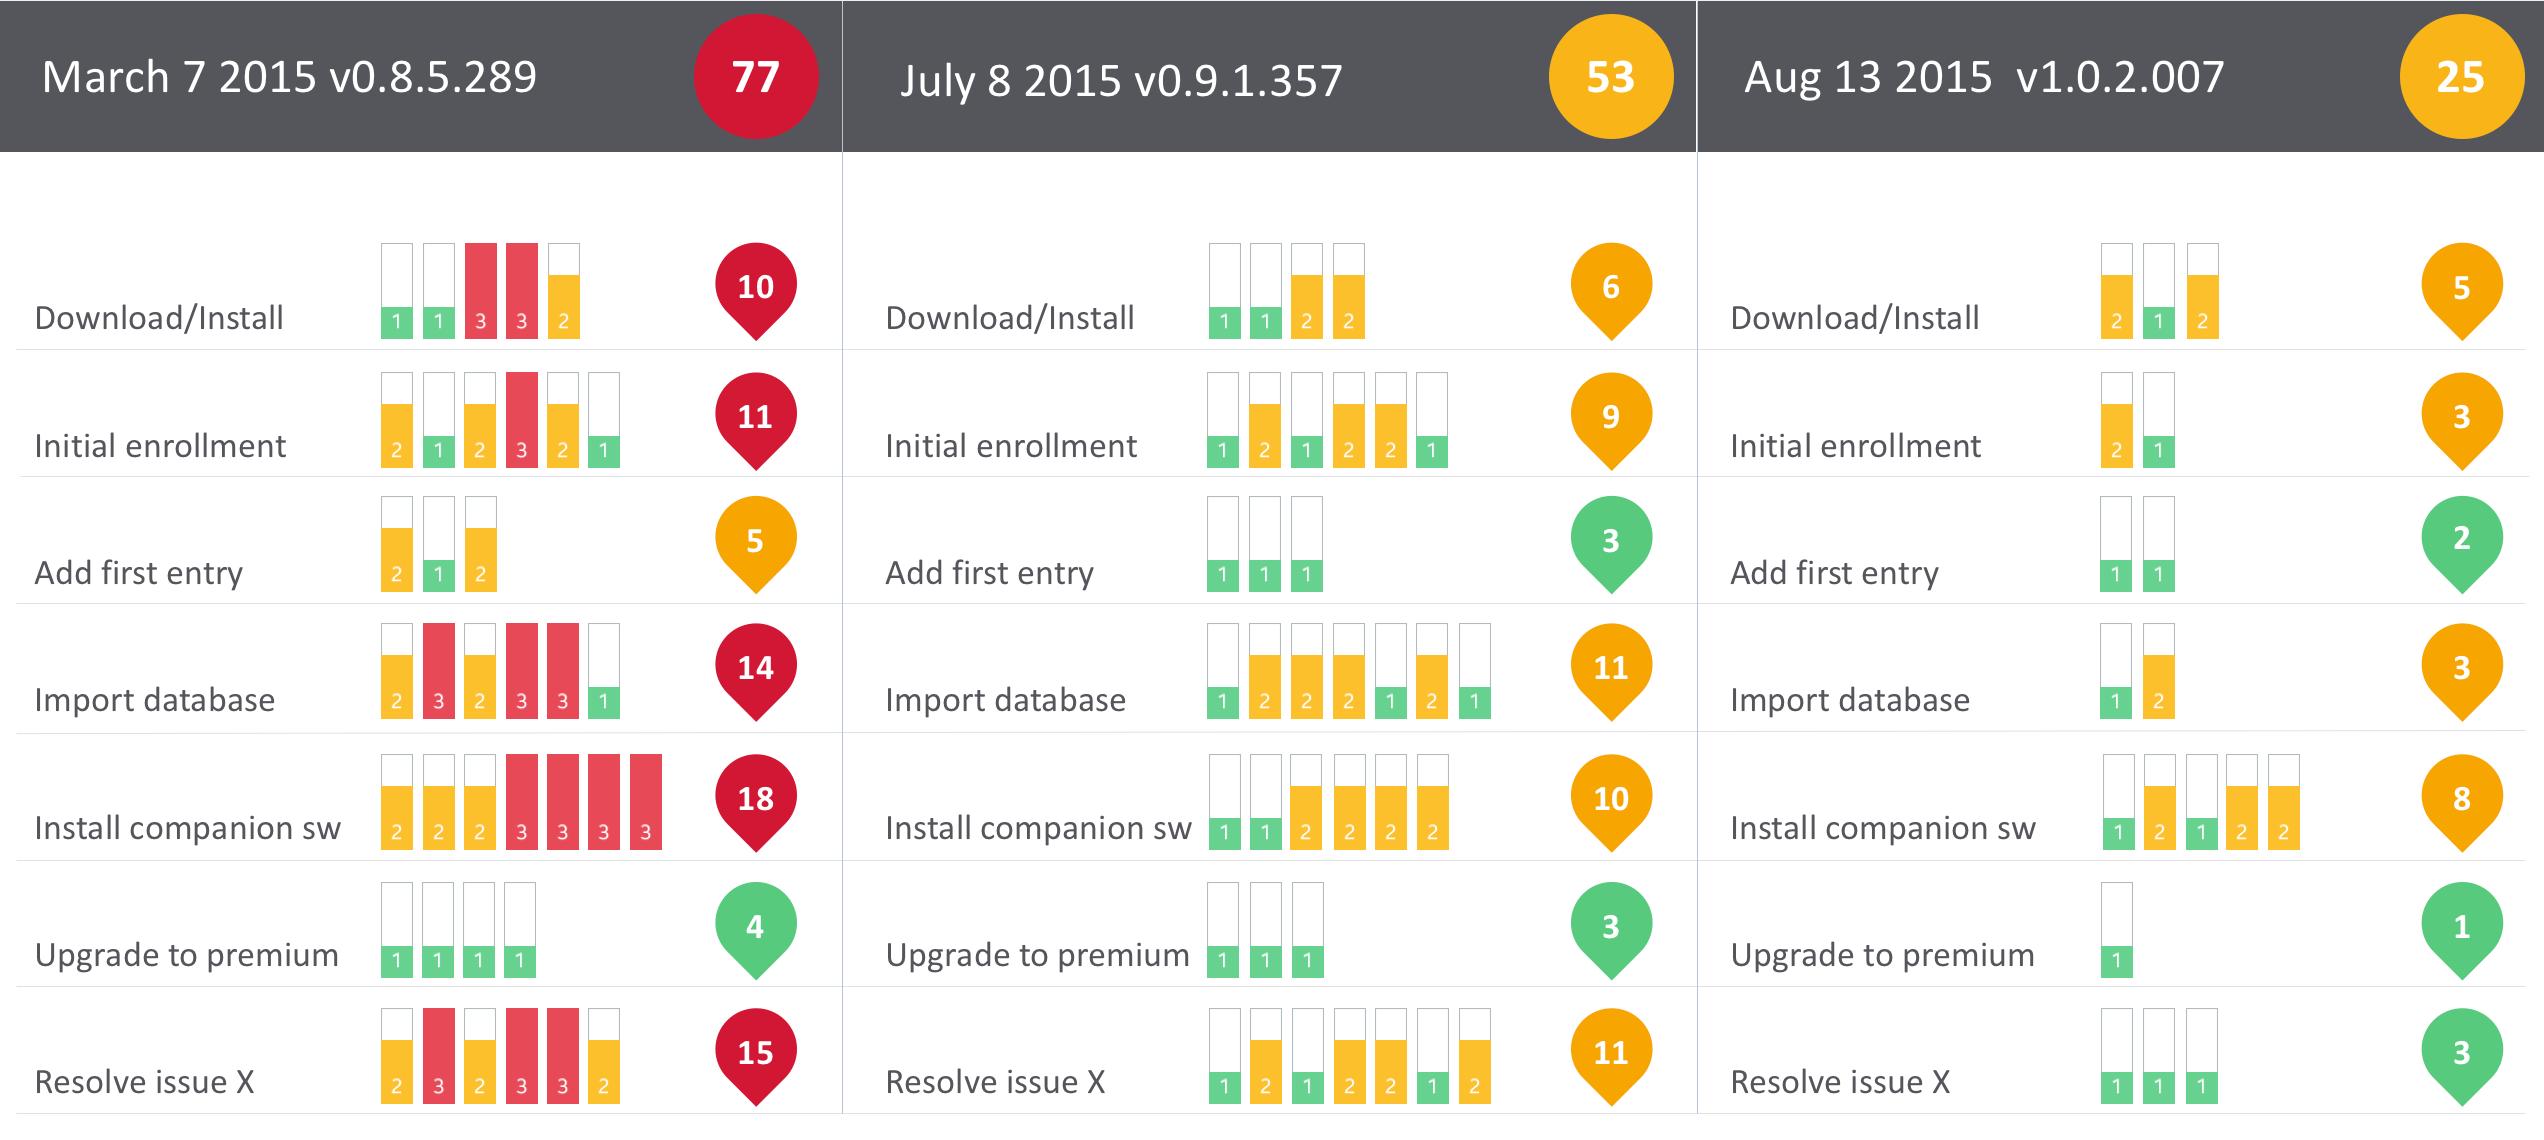 March 7 2015 v0.8.5.289 77
Download/Install 1 1 3 3 2 10
Initial enrollment 2 1 2 3 2 1 11
Add first entry 2 1 2 5
Import database 2 3 2 3 3 1 14
Install companion sw 2 2 2 3 3 3 3 18
Upgrade to premium 1 1 1 1 4
Resolve issue X 2 3 2 3 3 2 15
July 8 2015 v0.9.1.357 53
Download/Install 1 1 2 2 6
Initial enrollment 1 2 1 2 2 1 9
Add first entry 1 1 1 3
Import database 1 2 2 2 1 2 1 11
Install companion sw 1 1 2 2 2 2 10
Upgrade to premium 1 1 1 3
Resolve issue X 1 2 1 2 2 1 2 11
Aug 13 2015 v1.0.2.007 25
Download/Install 2 1 2 5
Initial enrollment 2 1 3
Add first entry 1 1 2
Import database 1 2 3
Install companion sw 1 2 1 2 2 8
Upgrade to premium 1 1
Resolve issue X 1 1 1 3